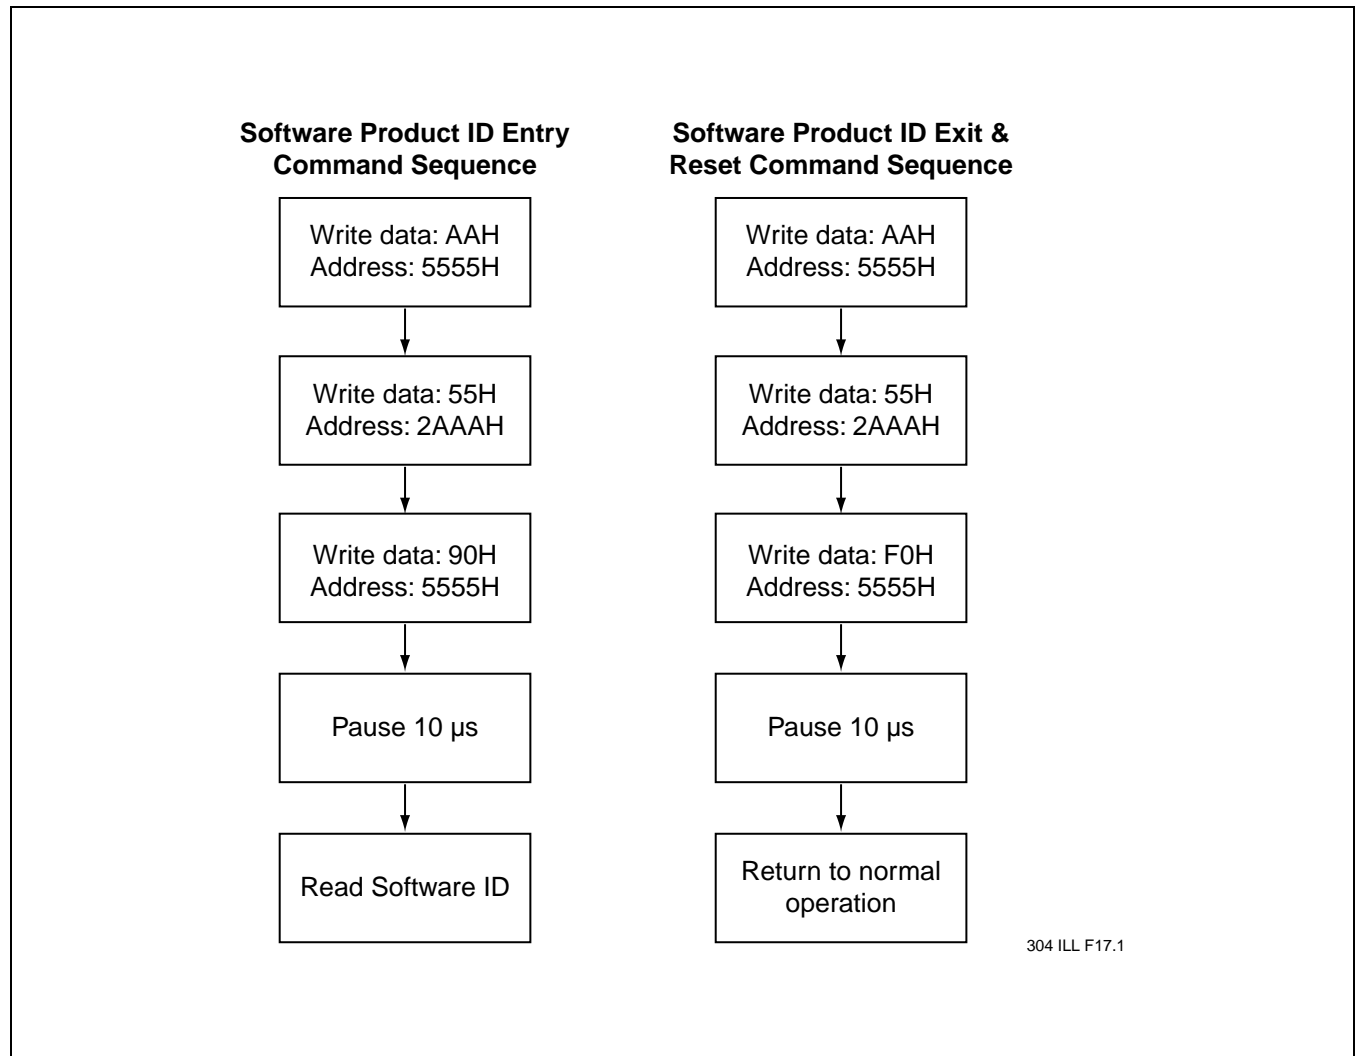 Software Product ID Entry
Command Sequence
Write data: AAH
Address: 5555H
Write data: 55H
Address: 2AAAH
Write data: 90H
Address: 5555H
Pause 10 µs
Read Software ID
Software Product ID Exit &
Reset Command Sequence
Write data: AAH
Address: 5555H
Write data: 55H
Address: 2AAAH
Write data: F0H
Address: 5555H
Pause 10 µs
Return to normal
operation
304 ILL F17.1